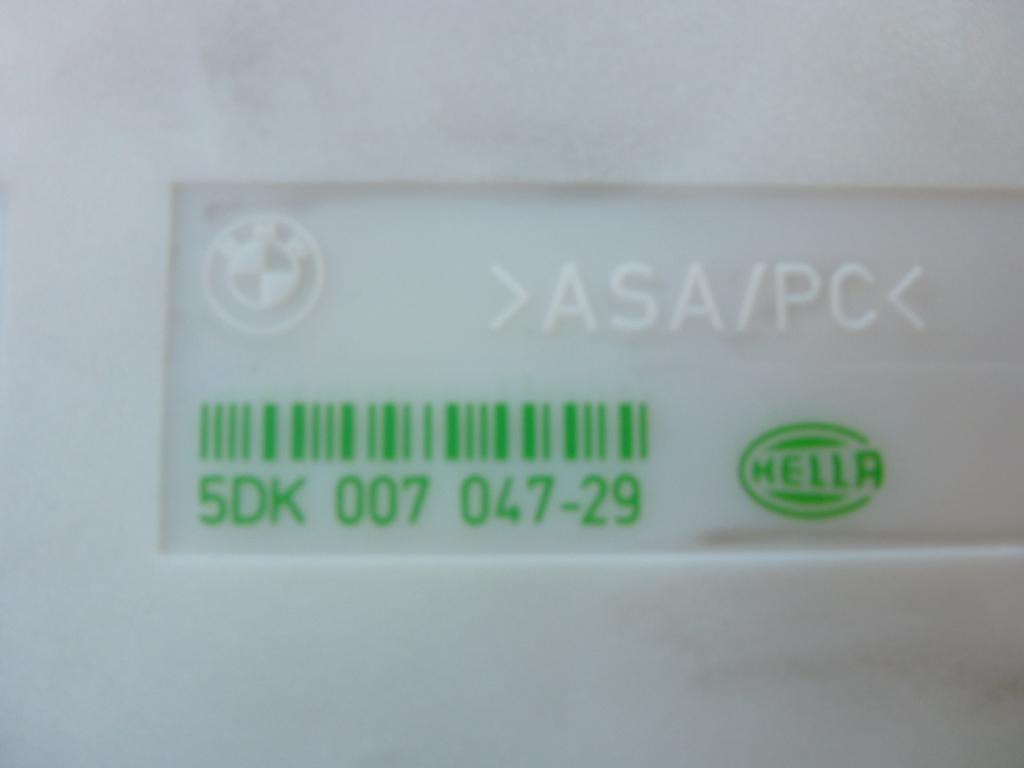 >ASA/PC<
5DK 007 047-29
HELLA